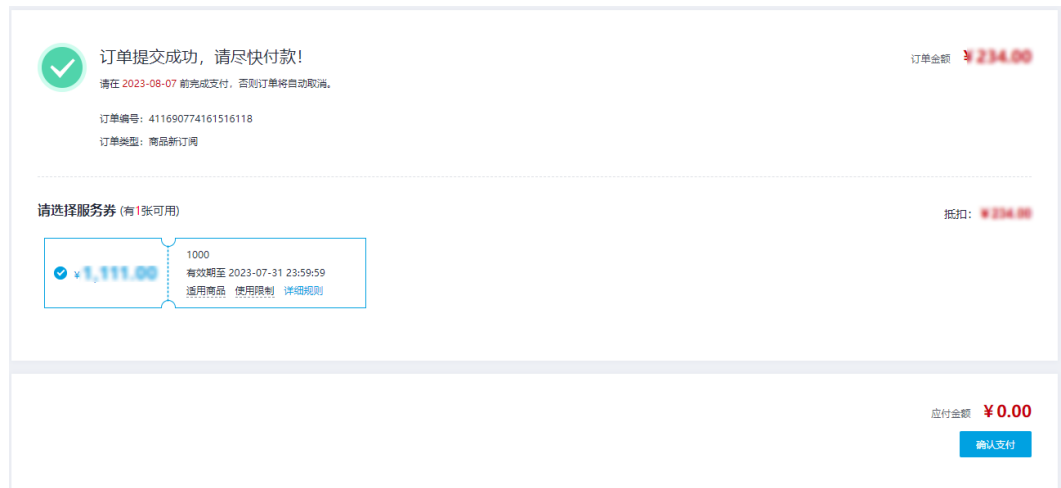 订单提交成功，请尽快付款！
订单金额 ¥234.00
请在 2023-08-07 前完成支付，否则订单将自动取消。
订单编号：411690774161516118
订单类型：商品新订阅
请选择服务券 (有1张可用)
抵扣：¥234.00
¥1,111.00
1000
有效期至 2023-07-31 23:59:59
适用商品 使用限制 详细规则
应付金额 ¥0.00
确认支付